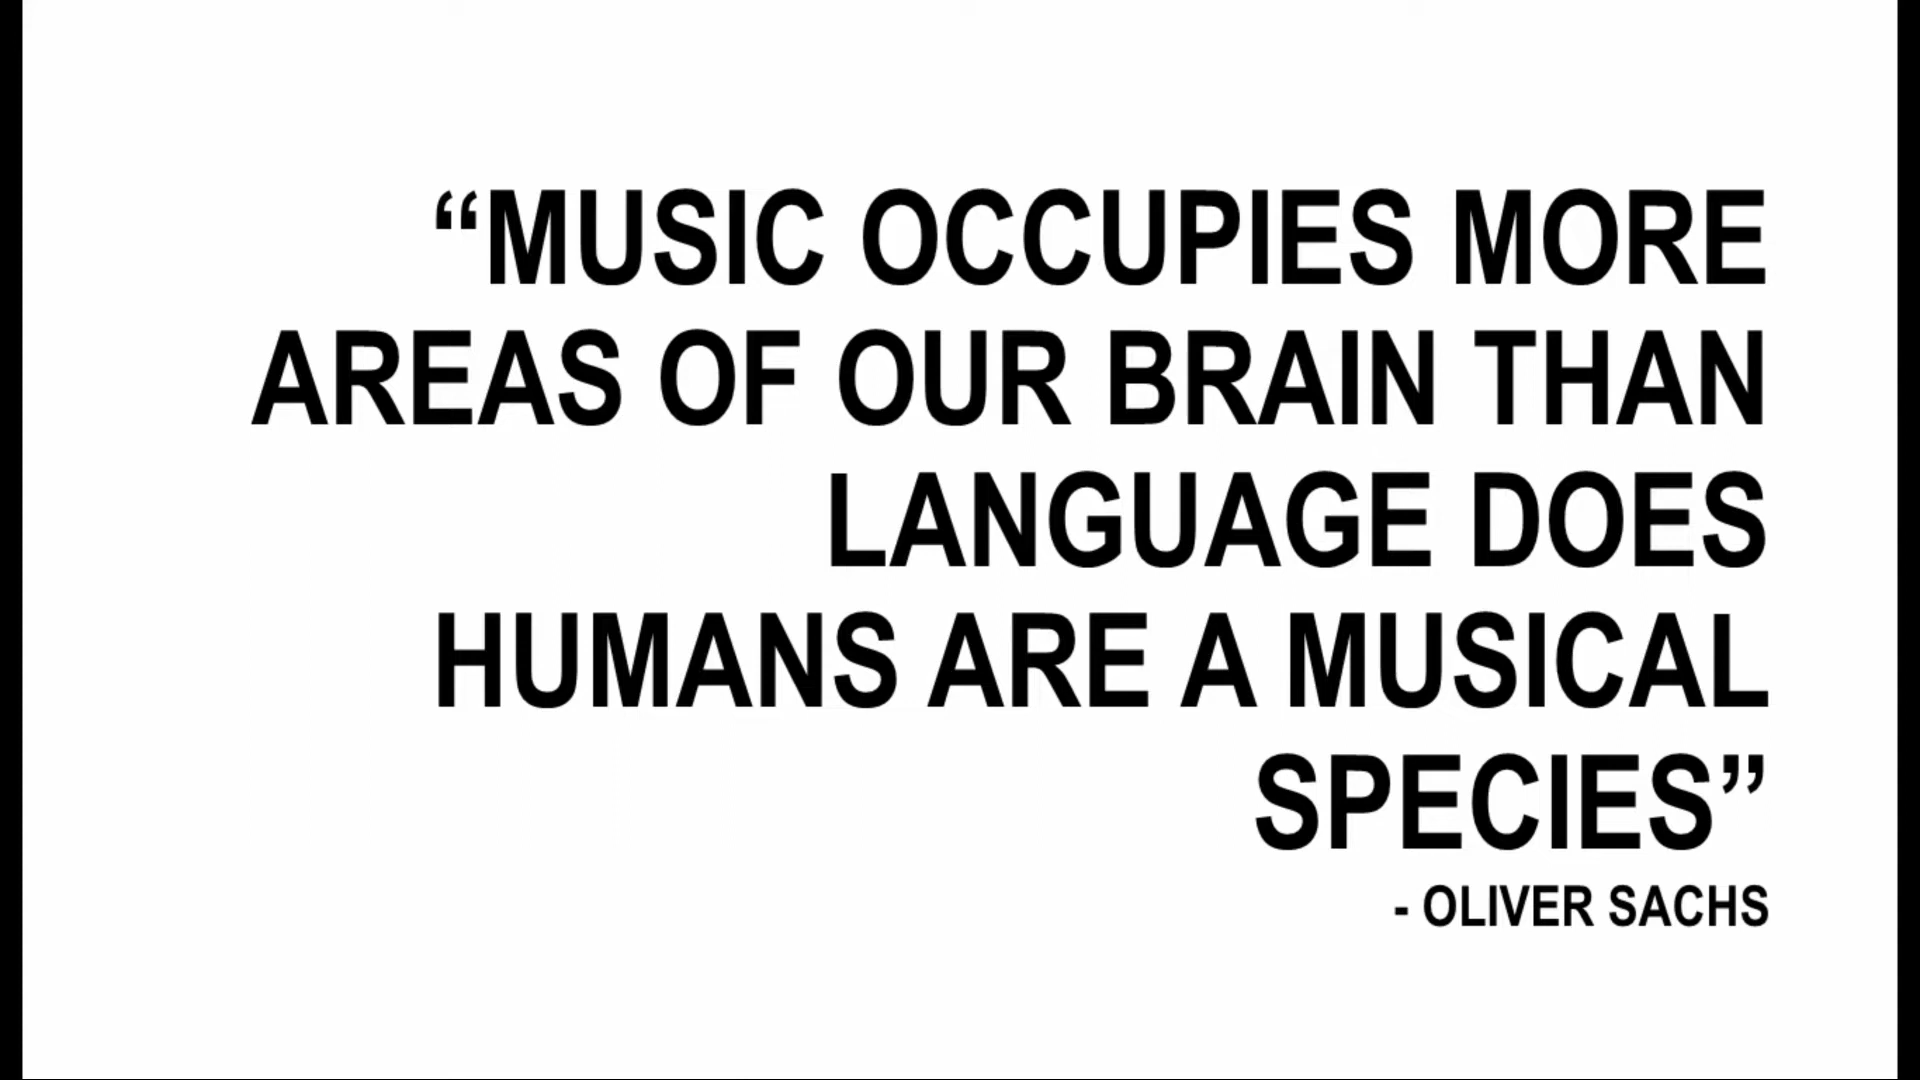 “MUSIC OCCUPIES MORE
AREAS OF OUR BRAIN THAN
LANGUAGE DOES
HUMANS ARE A MUSICAL
SPECIES”
- OLIVER SACHS